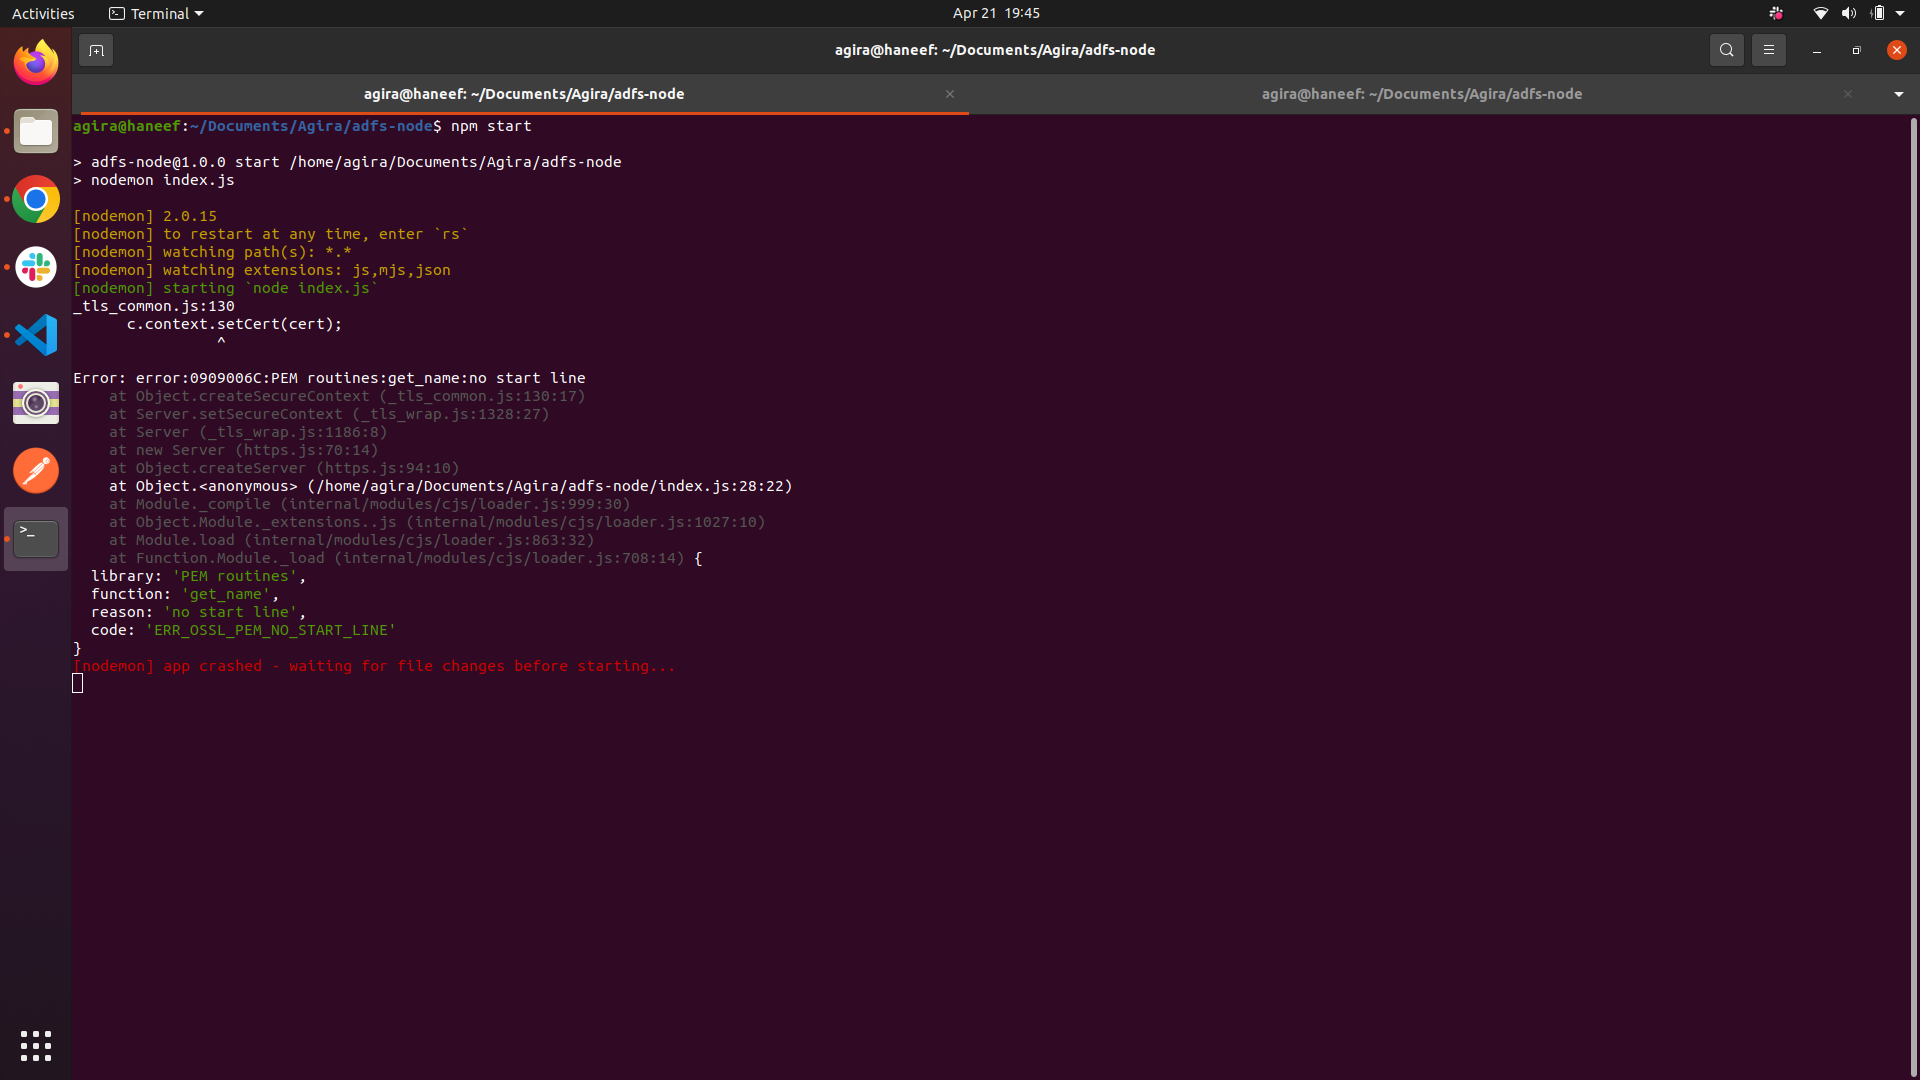 Activities
Terminal
Apr 21 19:45
agira@haneef: ~/Documents/Agira/adfs-node
agira@haneef: ~/Documents/Agira/adfs-node
agira@haneef: ~/Documents/Agira/adfs-node
agira@haneef:~/Documents/Agira/adfs-node$ npm start
> adfs-node@1.0.0 start /home/agira/Documents/Agira/adfs-node
> nodemon index.js
[nodemon] 2.0.15
[nodemon] to restart at any time, enter `rs`
[nodemon] watching path(s): *.*
[nodemon] watching extensions: js,mjs,json
[nodemon] starting `node index.js`
_tls_common.js:130
      c.context.setCert(cert);
                ^
Error: error:0909006C:PEM routines:get_name:no start line
    at Object.createSecureContext (_tls_common.js:130:17)
    at Server.setSecureContext (_tls_wrap.js:1328:27)
    at Server (_tls_wrap.js:1186:8)
    at new Server (https.js:70:14)
    at Object.createServer (https.js:94:10)
    at Object.<anonymous> (/home/agira/Documents/Agira/adfs-node/index.js:28:22)
    at Module._compile (internal/modules/cjs/loader.js:999:30)
    at Object.Module._extensions..js (internal/modules/cjs/loader.js:1027:10)
    at Module.load (internal/modules/cjs/loader.js:863:32)
    at Function.Module._load (internal/modules/cjs/loader.js:708:14) {
  library: 'PEM routines',
  function: 'get_name',
  reason: 'no start line',
  code: 'ERR_OSSL_PEM_NO_START_LINE'
}
[nodemon] app crashed - waiting for file changes before starting...